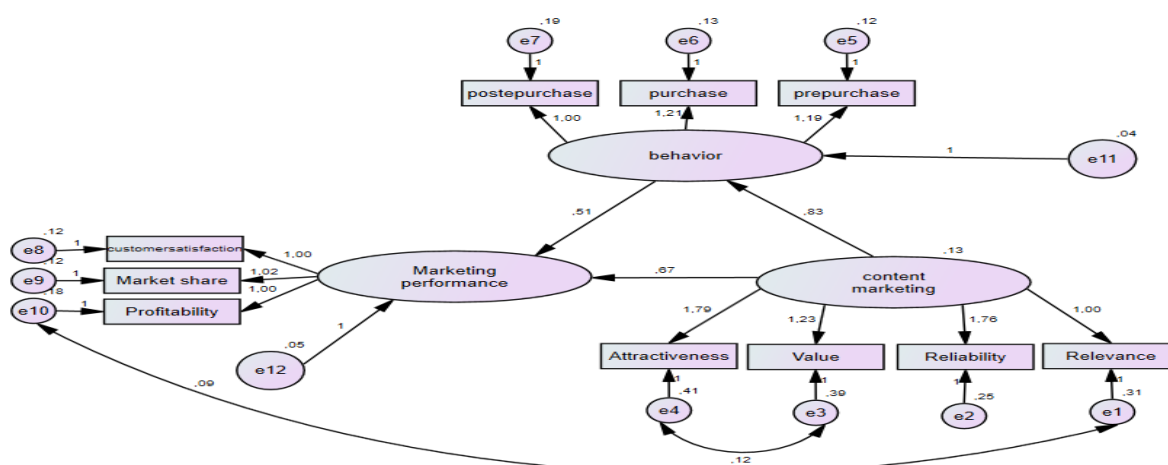 .19
.13
.12
e7
e6
e5
1
1
1
postepurchase
purchase
prepurchase
1,00
1,21
1,19
.04
behavior
1
e11
,51
,83
.12
e8
1
customersatisfaction
1,00
.13
.12
e9
1
Market share
1,02
Marketing
performance
,67
content
marketing
.18
e10
1
Profitability
1,00
1
1,79
1,23
1,76
1,00
.05
e12
Attractiveness
Value
Reliability
Relevance
,09
1
1
1
1
.41
.39
.25
.31
e4
e3
e2
e1
.12